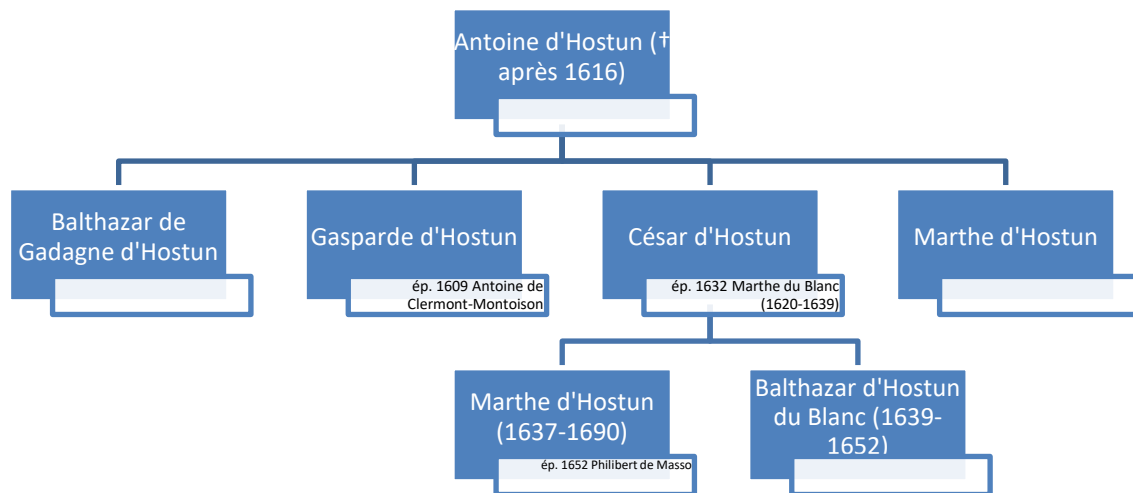 Antoine d'Hostun (†
après 1616)
Balthazar de
Gadagne d'Hostun
Gasparde d'Hostun
ép. 1609 Antoine de
Clermont-Montoison
César d'Hostun
ép. 1632 Marthe du Blanc
(1620-1639)
Marthe d'Hostun
Marthe d'Hostun
(1637-1690)
ép. 1652 Philibert de Masso
Balthazar d'Hostun
du Blanc (1639-
1652)